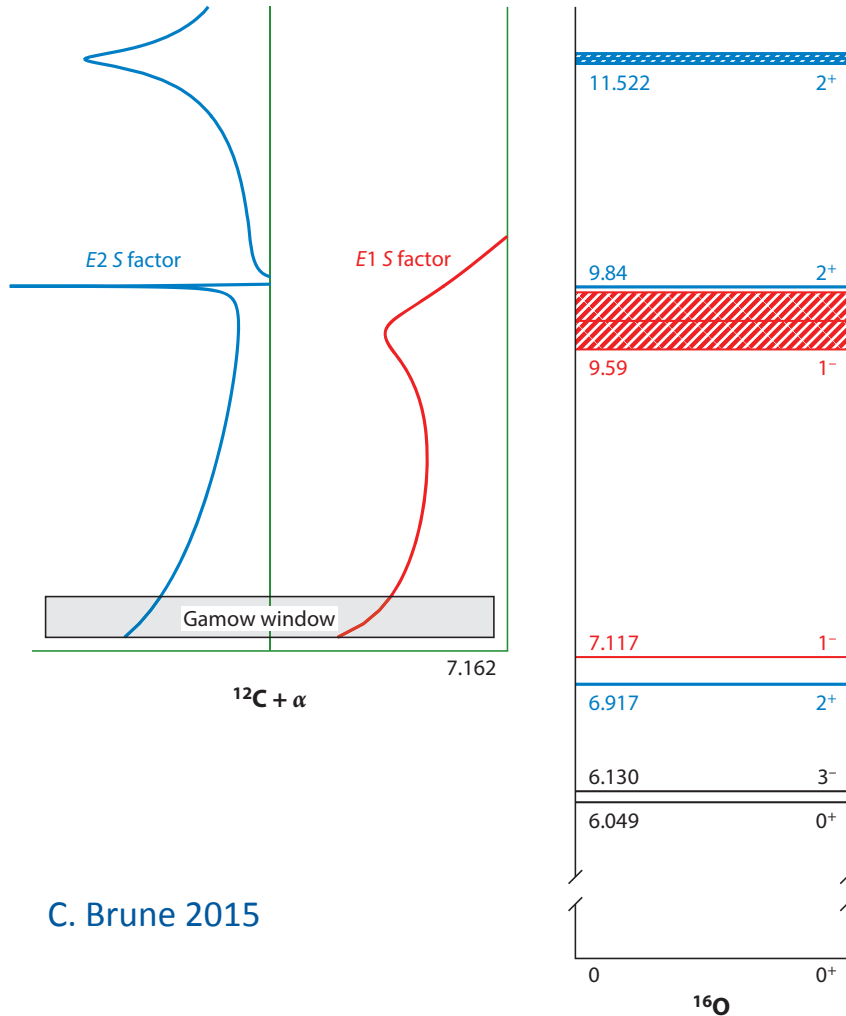 11.522 2⁺
E2 S factor
E1 S factor
9.84 2⁺
9.59 1⁻
Gamow window
7.162
¹²C + α
7.117 1⁻
6.917 2⁺
6.130 3⁻
6.049 0⁺
C. Brune 2015
0 0⁺
¹⁶O